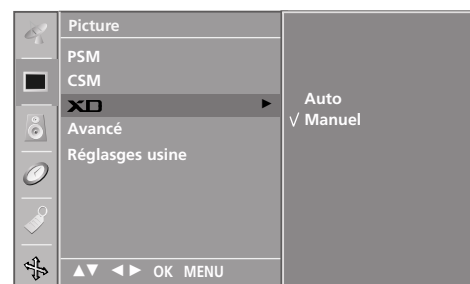 Picture
PSM
CSM
XD ►
Avancé
Réglasges usine
Auto
√ Manuel
▲▼ ◄► OK MENU